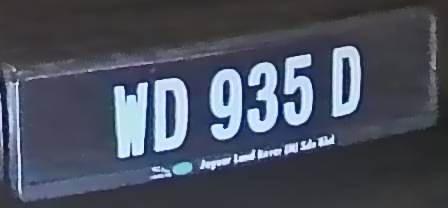 WD 935 D
Jaguar Land Rover (M) Sdn Bhd